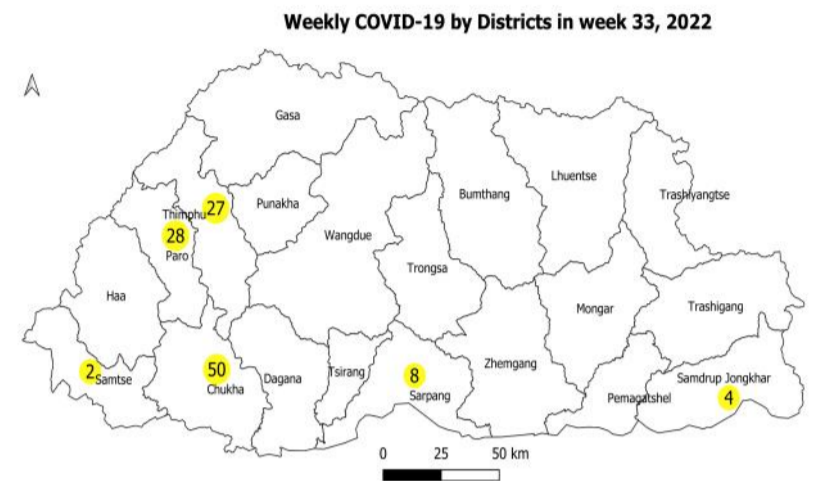 Weekly COVID-19 by Districts in week 33, 2022
Gasa
Lhuentse
Trashiyangtse
Bumthang
Punakha
Thimphu 27
28
Paro
Wangdue
Trongsa
Haa
Mongar
Trashigang
Zhemgang
2 Samtse
50
Chukha
Dagana
Tsirang
8
Sarpang
Pemagatshel
Samdrup Jongkhar
4
0 25 50 km